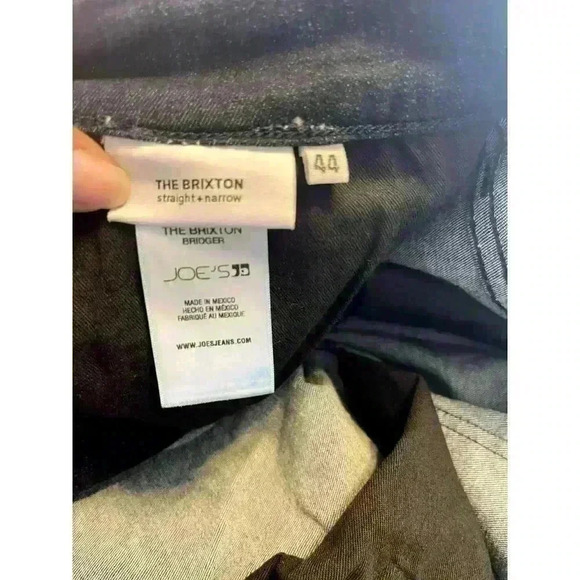 THE BRIXTON
straight + narrow
44
THE BRIXTON
BRIDGER
JOE'S
MADE IN MEXICO
HECHO EN MÉXICO
FABRIQUÉ AU MEXIQUE
WWW.JOESJEANS.COM